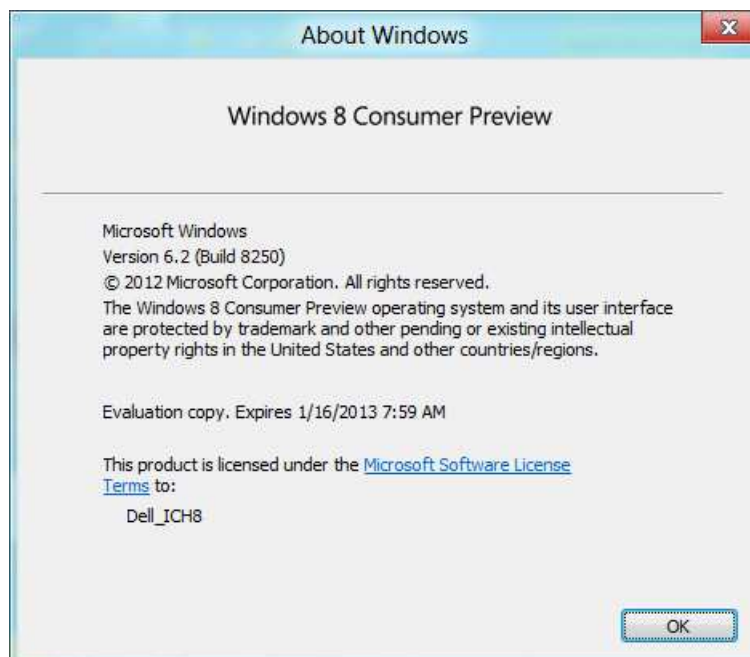 About Windows
Windows 8 Consumer Preview
Microsoft Windows
Version 6.2 (Build 8250)
© 2012 Microsoft Corporation. All rights reserved.
The Windows 8 Consumer Preview operating system and its user interface
are protected by trademark and other pending or existing intellectual
property rights in the United States and other countries/regions.
Evaluation copy. Expires 1/16/2013 7:59 AM
This product is licensed under the Microsoft Software License
Terms to:
Dell_ICH8
OK